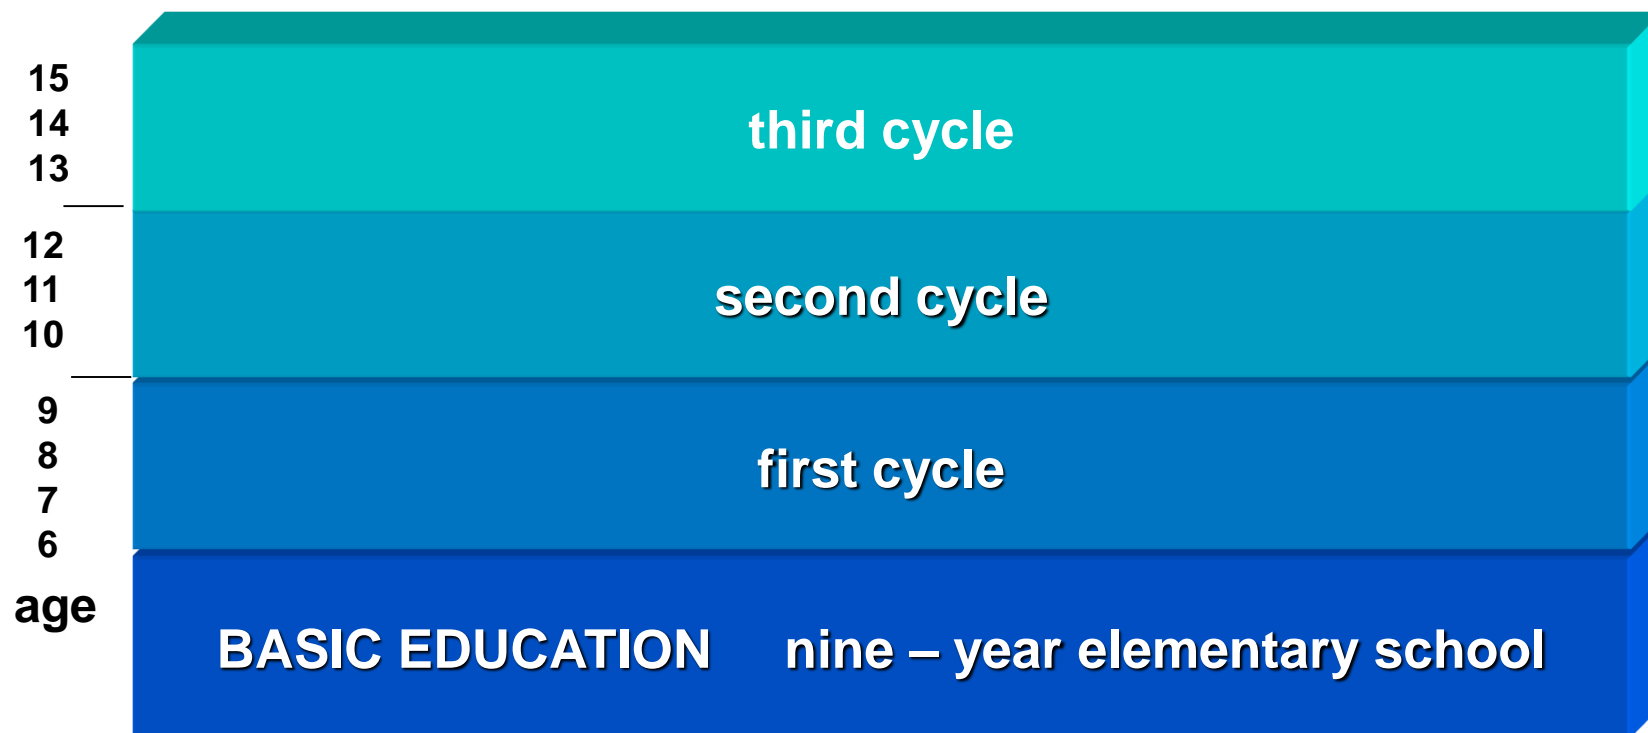 15
14
13
third cycle
12
11
10
second cycle
9
8
7
6
first cycle
age
BASIC EDUCATION nine – year elementary school